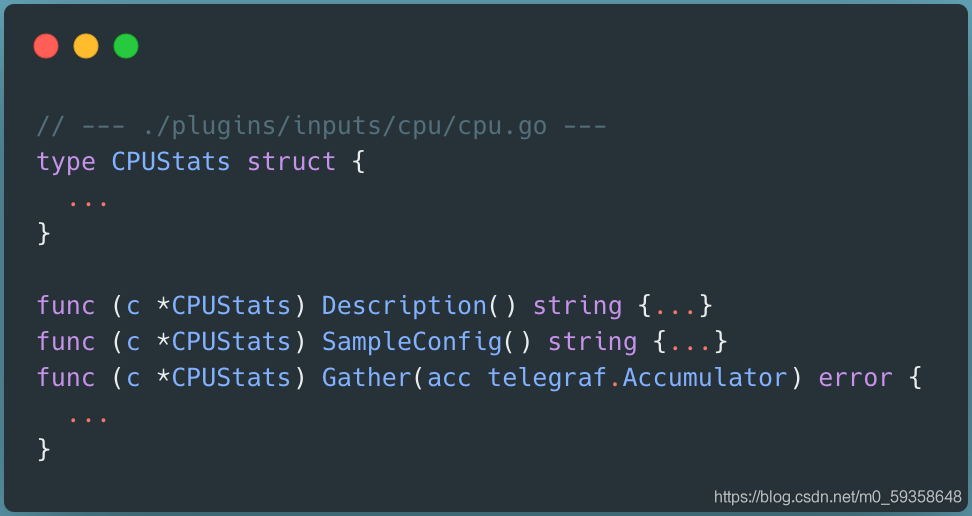 // --- ./plugins/inputs/cpu/cpu.go ---
type CPUStats struct {
  ...
}

func (c *CPUStats) Description() string {...}
func (c *CPUStats) SampleConfig() string {...}
func (c *CPUStats) Gather(acc telegraf.Accumulator) error {
  ...
}
https://blog.csdn.net/m0_59358648